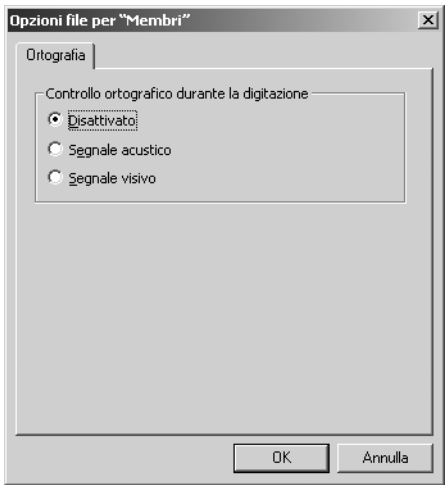 Opzioni file per "Membri"
Ortografia
Controllo ortografico durante la digitazione
Disattivato
Segnale acustico
Segnale visivo
OK
Annulla